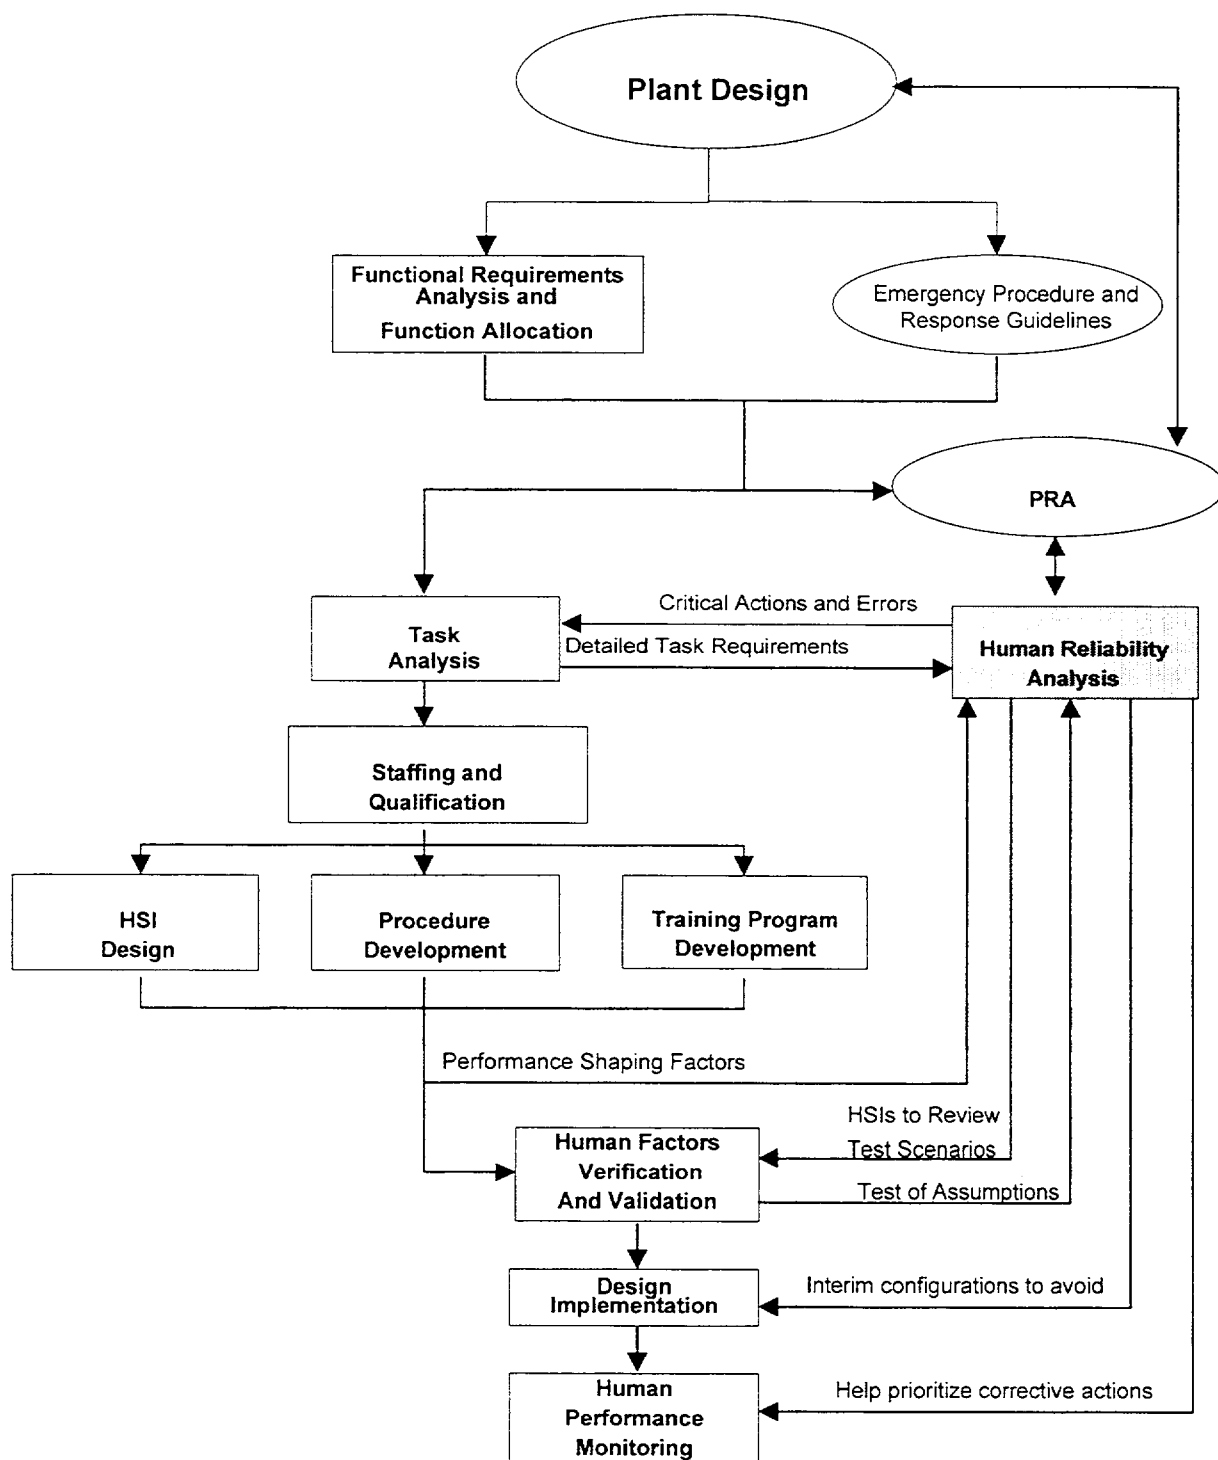 Plant Design
Functional Requirements
Analysis and
Function Allocation
Emergency Procedure and
Response Guidelines
PRA
Critical Actions and Errors
Task
Analysis
Detailed Task Requirements
Human Reliability
Analysis
Staffing and
Qualification
HSI
Design
Procedure
Development
Training Program
Development
Performance Shaping Factors
HSIs to Review
Human Factors
Verification
And Validation
Test Scenarios
Test of Assumptions
Design
Implementation
Interim configurations to avoid
Human
Performance
Monitoring
Help prioritize corrective actions